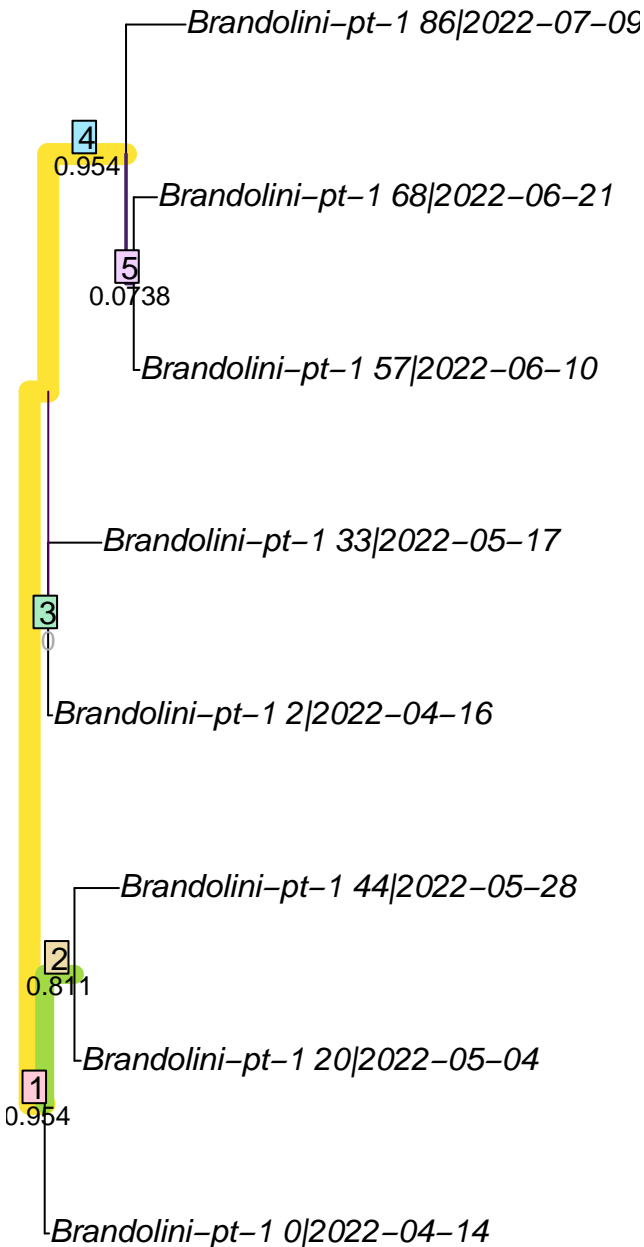 Brandolini−pt−1 86|2022−07−09
4
0.954
Brandolini−pt−1 68|2022−06−21
5
0.0738
Brandolini−pt−1 57|2022−06−10
Brandolini−pt−1 33|2022−05−17
3
0
Brandolini−pt−1 2|2022−04−16
Brandolini−pt−1 44|2022−05−28
2
0.811
Brandolini−pt−1 20|2022−05−04
1
0.954
Brandolini−pt−1 0|2022−04−14